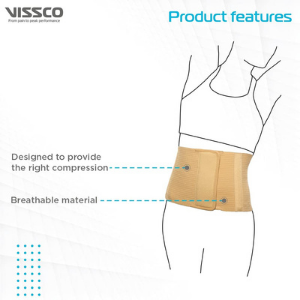 VISSCO
From pain to peak performance
Product features
Designed to provide
the right compression
Breathable material